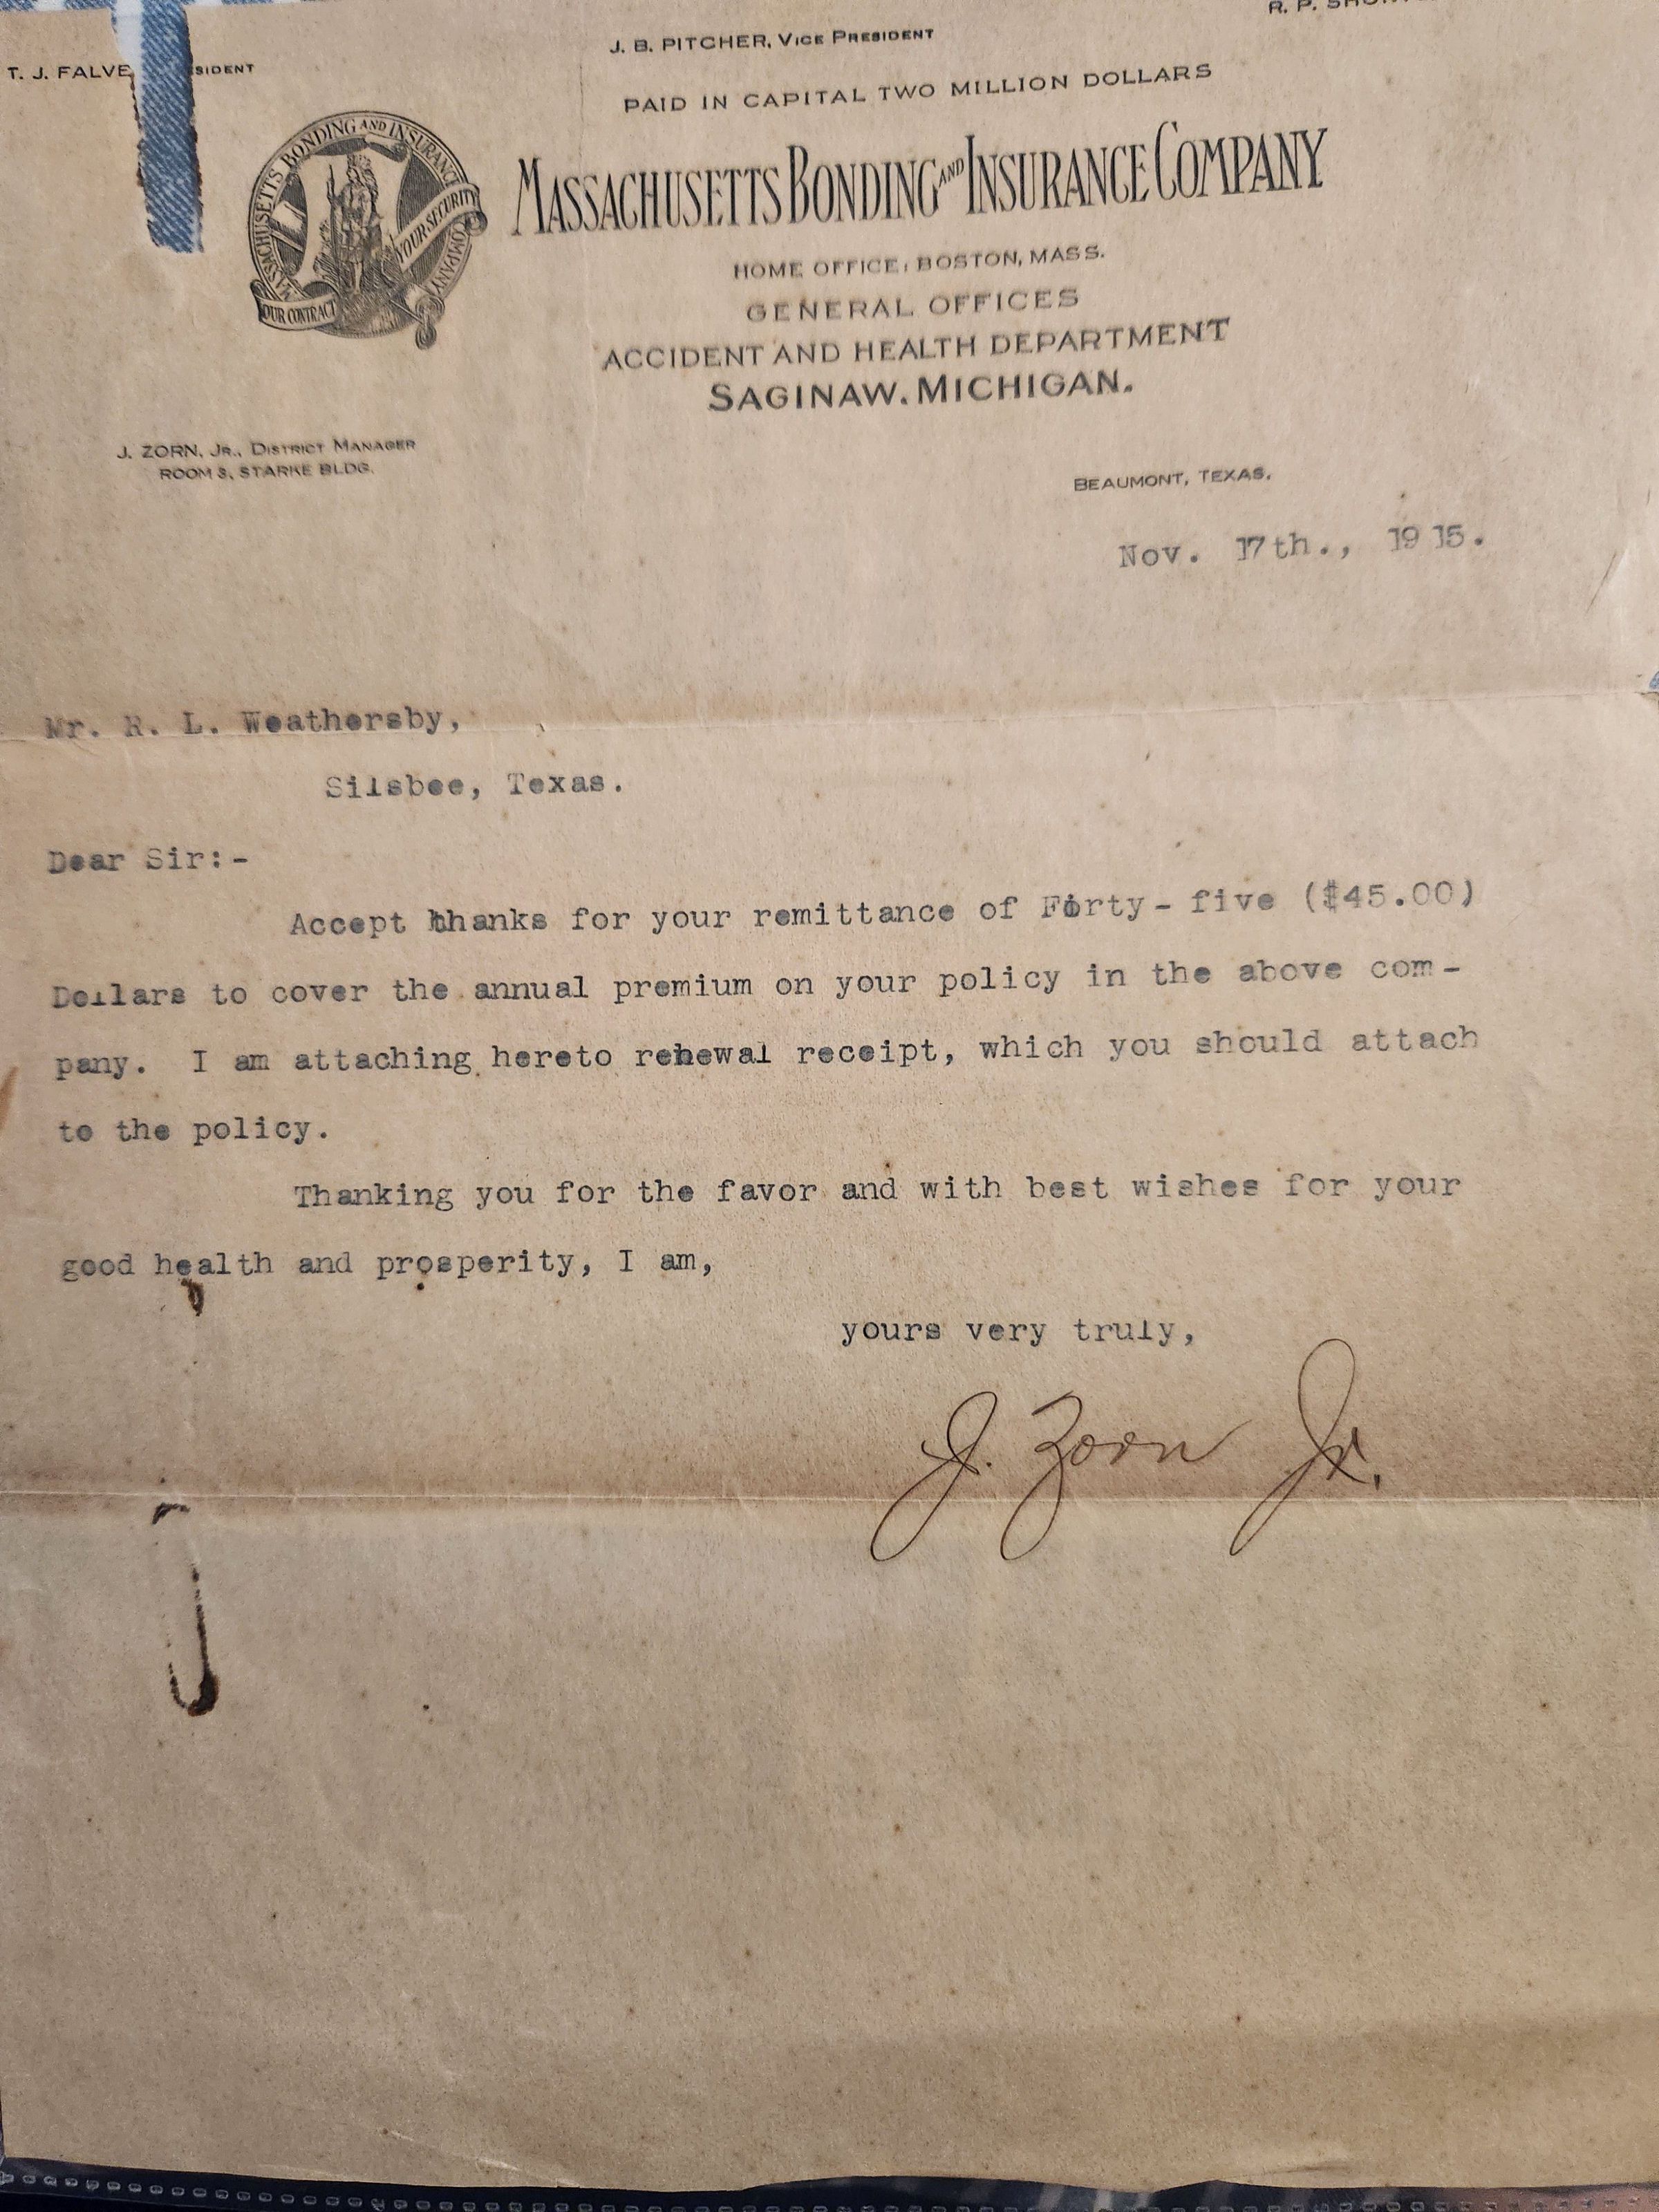 R. P.
J. B. PITCHER, VICE PRESIDENT
T. J. FALVE SIDENT
PAID IN CAPITAL TWO MILLION DOLLARS
MASSACHUSETTS BONDING AND INSURANCE COMPANY
MASSACHUSETTS BONDING AND INSURANCE COMPANY
YOUR SECURITY
OUR CONTRACT
HOME OFFICE, BOSTON, MASS.
GENERAL OFFICES
ACCIDENT AND HEALTH DEPARTMENT
SAGINAW, MICHIGAN.
J. ZORN, JR., DISTRICT MANAGER
ROOM 3, STARKE BLDG.
BEAUMONT, TEXAS.
Nov. 17th., 1915.
Mr. R. L. Weathersby,
Silsbee, Texas.
Dear Sir:-
Accept thanks for your remittance of Forty- five ($45.00)
Dollars to cover the annual premium on your policy in the above com-
pany. I am attaching hereto renewal receipt, which you should attach
to the policy.
Thanking you for the favor and with best wishes for your
good health and prosperity, I am,
yours very truly,
J. Zorn Jr.